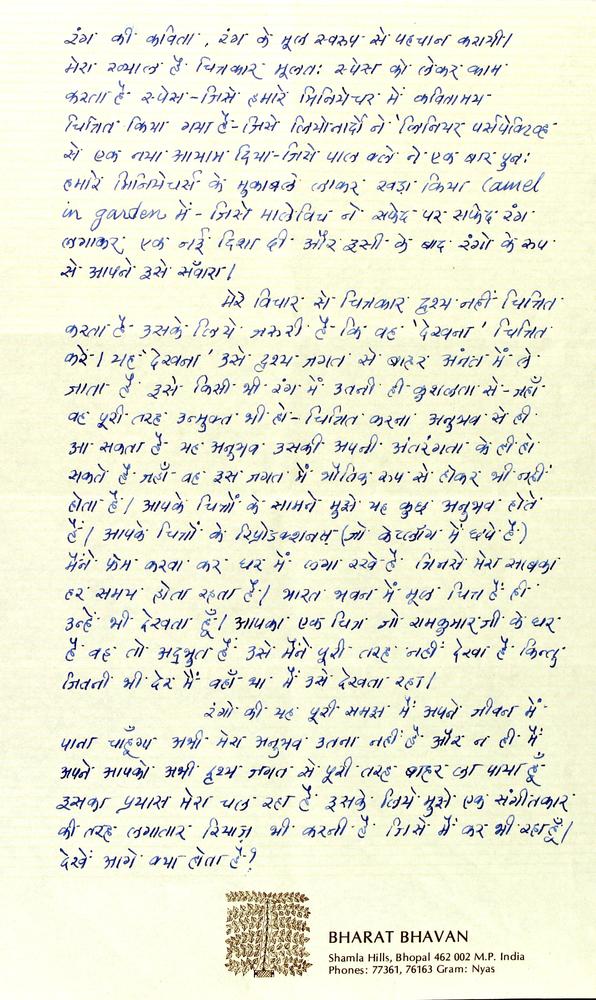 रंग की कविता, रंग के मूल स्वरूप से पहचान करायी।
मेरा ख्याल है चित्रकार मूलतः स्पेस को लेकर काम
करता है स्पेस-जिसे हमारे मिनियेचर में कवितामय
चित्रित किया गया है-जिसे लियोनार्दो ने लिनियर पर्सपेक्टिव्ह
से एक नया आयाम दिया-जिसे पाल क्ले ने एक बार पुनः
हमारे मिनियेचर्स के मुकाबले लाकर खड़ा किया Camel
in garden में-जिसे मालेविच ने सफेद पर सफेद रंग
लगाकर एक नई दिशा दी और इसी के बाद रंगो के रूप
से आपने इसे सँवारा।
मेरे विचार से चित्रकार दृश्य नहीं चित्रित
करता है उसके लिये जरूरी है कि वह 'देखना' चित्रित
करे। यह 'देखना' उसे दृश्य जगत से बाहर अंनत में ले
जाता है इसे किसी भी रंग में उतनी ही कुशलता से-जहाँ
वह पूरी तरह उन्मुक्त भी हो-चित्रित करना अनुभव से ही
आ सकता है यह अनुभव उसकी अपनी अंतरंगता के ही हो
सकते है जहाँ वह इस जगत में भौतिक रूप से होकर भी नहीं
होता है। आपके चित्रों के सामने मुझे यह कुछ अनुभव होते
है। आपके चित्रों के रिप्रोडक्शनस् (जो केटलॉग में छपे है)
मैंने फ्रेम करवा कर घर में लगा रखे है जिनसे मेरा साबका
हर समय होता रहता है। भारत भवन में मूल चित्र है ही
उन्हें भी देखता हूँ। आपका एक चित्र जो रामकुमार जी के घर
है वह तो अद्भुत है उसे मैंने पूरी तरह नहीं देखा है किन्तु
जितनी भी देर मैं वहाँ था मैं उसे देखता रहा।
रंगो की यह पूरी समझ मैं अपने जीवन में
पाना चाहूँगा अभी मेरा अनुभव उतना नहीं है और न ही मैं
अपने आपको अभी दृश्य जगत से पूरी तरह बाहर ला पाया हूँ
इसका प्रयास मेरा चल रहा है इसके लिये मुझे एक संगीतकार
की तरह लगातार रियाज़ भी करनी है जिसे मैं कर भी रहा हूँ।
देखें आगे क्या होता है?
BHARAT BHAVAN
Shamla Hills, Bhopal 462 002 M.P. India
Phones: 77361, 76163 Gram: Nyas